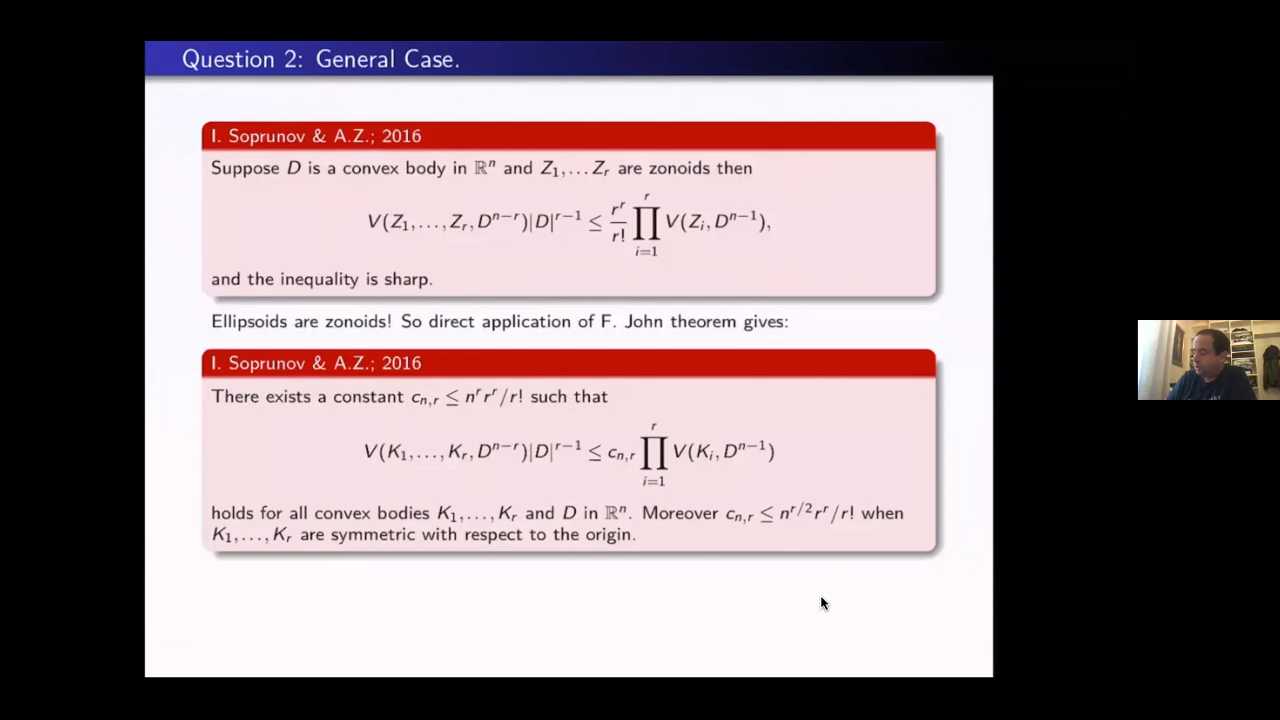 Question 2: General Case.
I. Soprunov & A.Z.; 2016
Suppose D is a convex body in ℝⁿ and Z₁,…Zᵣ are zonoids then
V(Z₁,…,Zᵣ,Dⁿ⁻ʳ)|D|ʳ⁻¹ ≤ rʳ/r! ∏ᵢ₌₁ʳ V(Zᵢ,Dⁿ⁻¹),
and the inequality is sharp.
Ellipsoids are zonoids! So direct application of F. John theorem gives:
I. Soprunov & A.Z.; 2016
There exists a constant cₙ,ᵣ ≤ nʳrʳ/r! such that
V(K₁,…,Kᵣ,Dⁿ⁻ʳ)|D|ʳ⁻¹ ≤ cₙ,ᵣ ∏ᵢ₌₁ʳ V(Kᵢ,Dⁿ⁻¹)
holds for all convex bodies K₁,…,Kᵣ and D in ℝⁿ. Moreover cₙ,ᵣ ≤ n^{r/2}rʳ/r! when
K₁,…,Kᵣ are symmetric with respect to the origin.